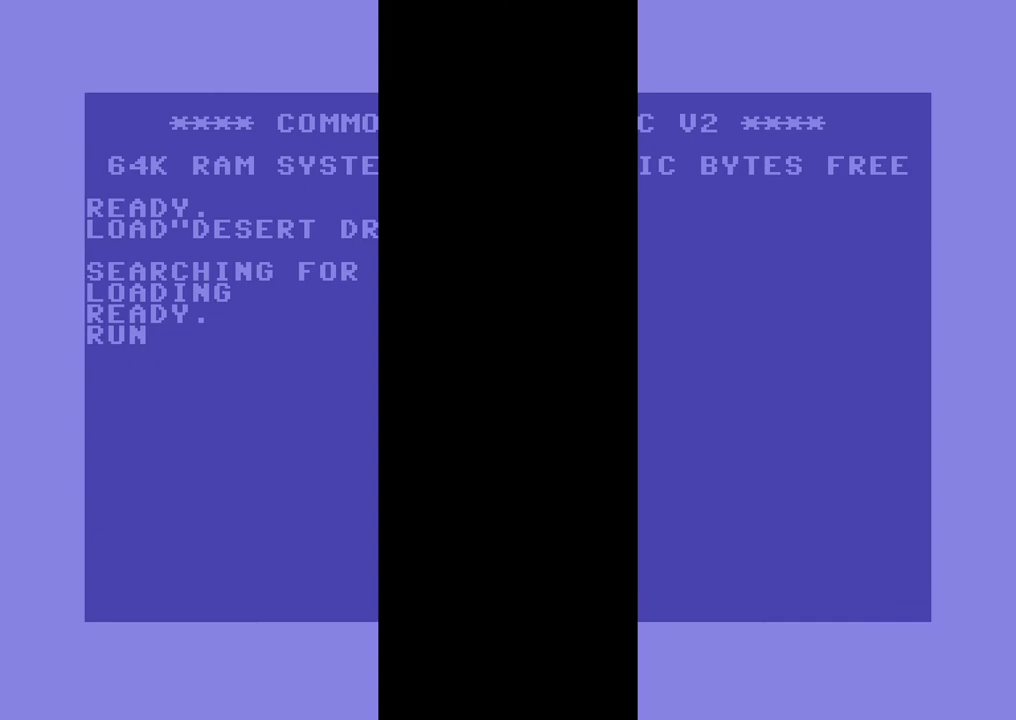 **** COMMO C V2 ****
64K RAM SYSTE IC BYTES FREE
READY.
LOAD"DESERT DR
SEARCHING FOR
LOADING
READY.
RUN